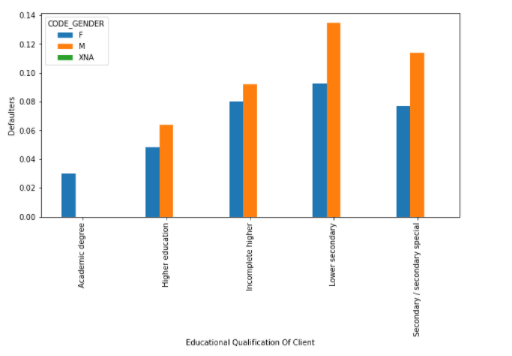 CODE_GENDER
F
M
XNA
0.14
0.12
0.10
0.08
0.06
0.04
0.02
0.00
Defaulters
Academic degree
Higher education
Incomplete higher
Lower secondary
Secondary / secondary special
Educational Qualification Of Client